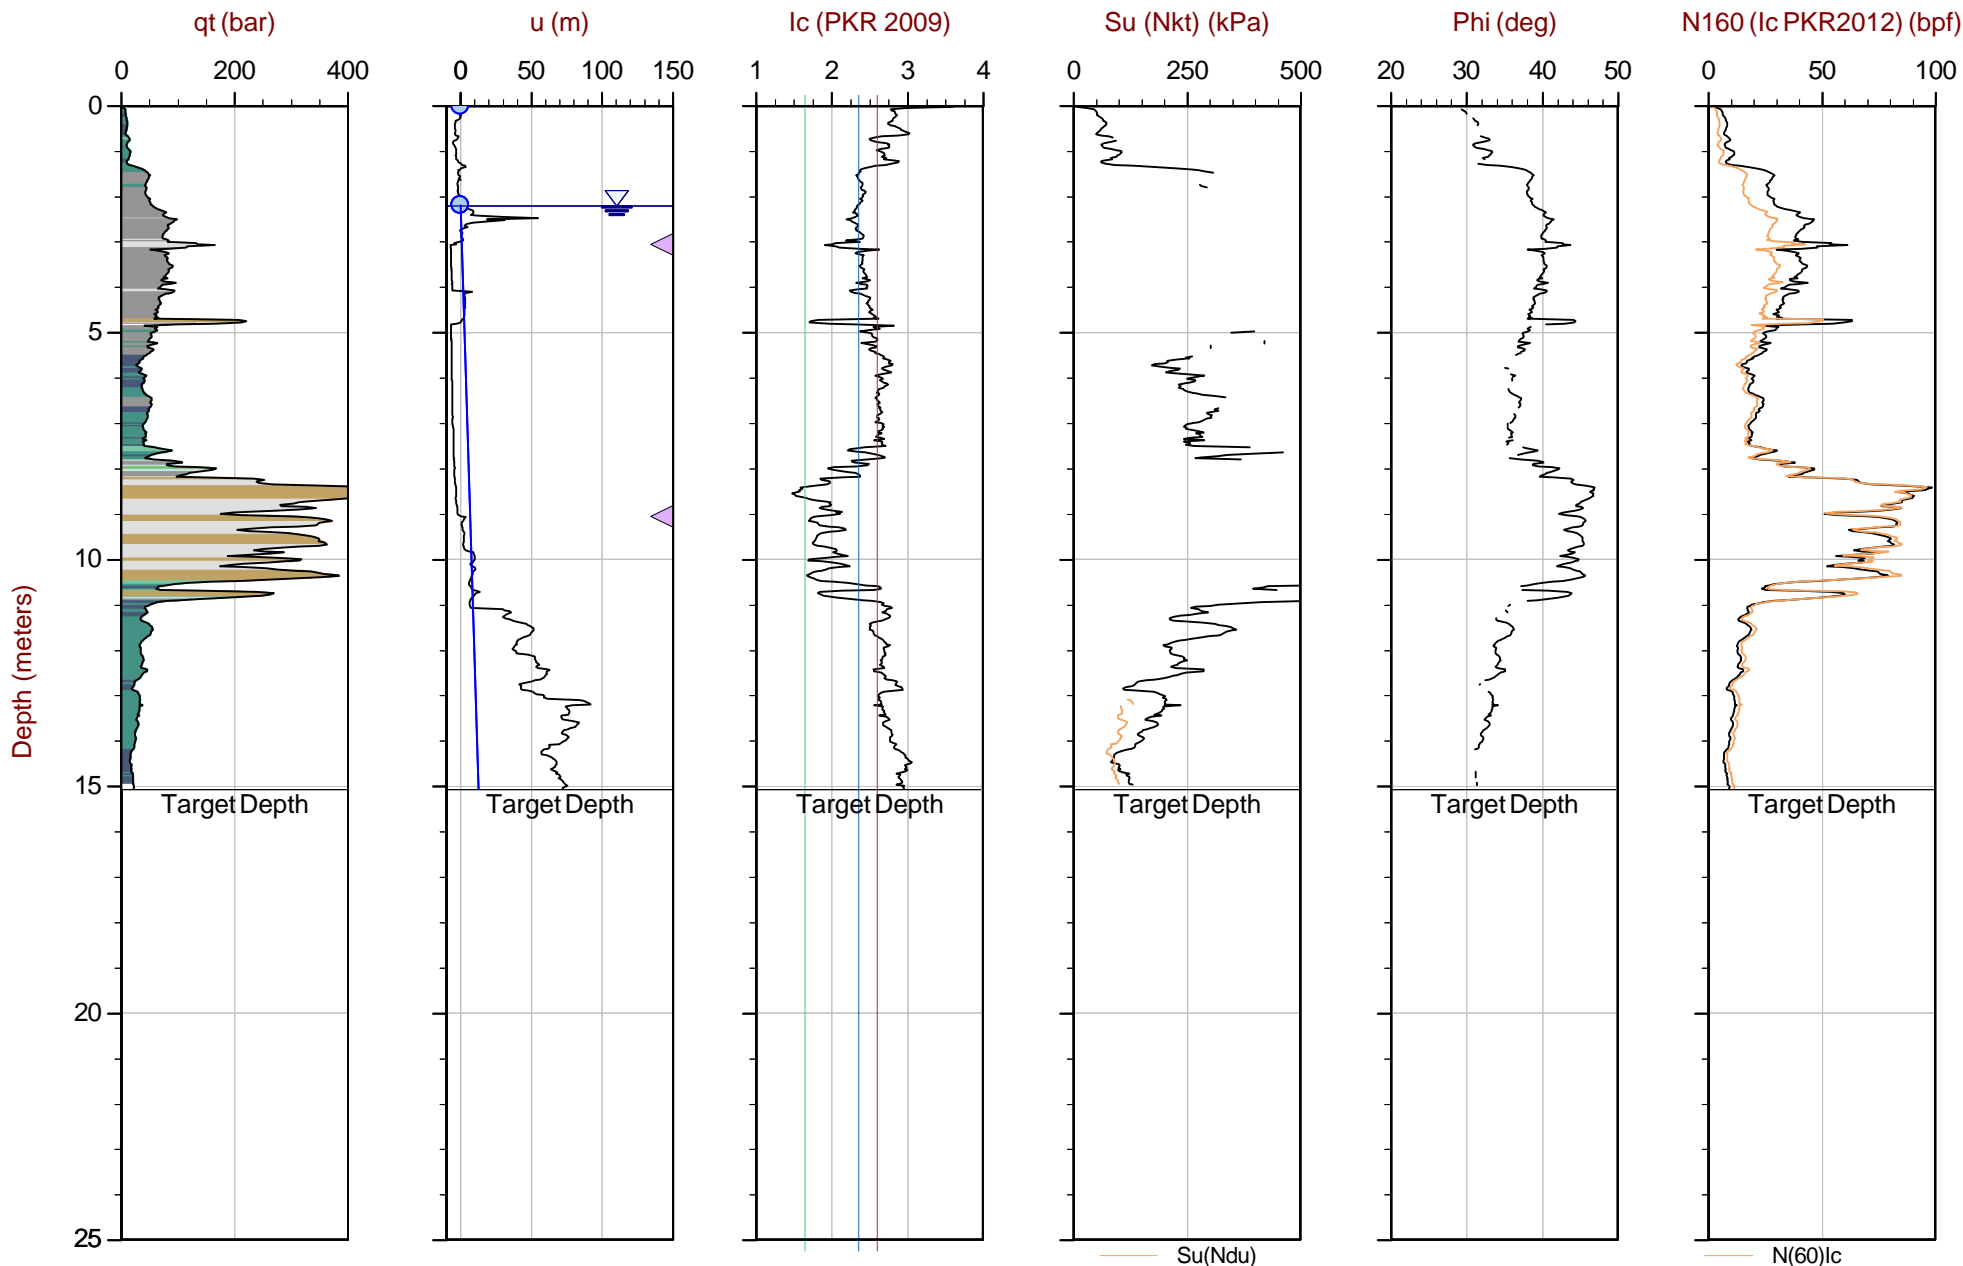 qt (bar) u (m) Ic (PKR 2009) Su (Nkt) (kPa) Phi (deg) N160 (Ic PKR2012) (bpf)
0 200 400 0 50 100 150 1 2 3 4 0 250 500 20 30 40 50 0 50 100
0
5
10
15
Target Depth Target Depth Target Depth Target Depth Target Depth Target Depth
20
25
Depth (meters)
Su(Ndu) N(60)Ic